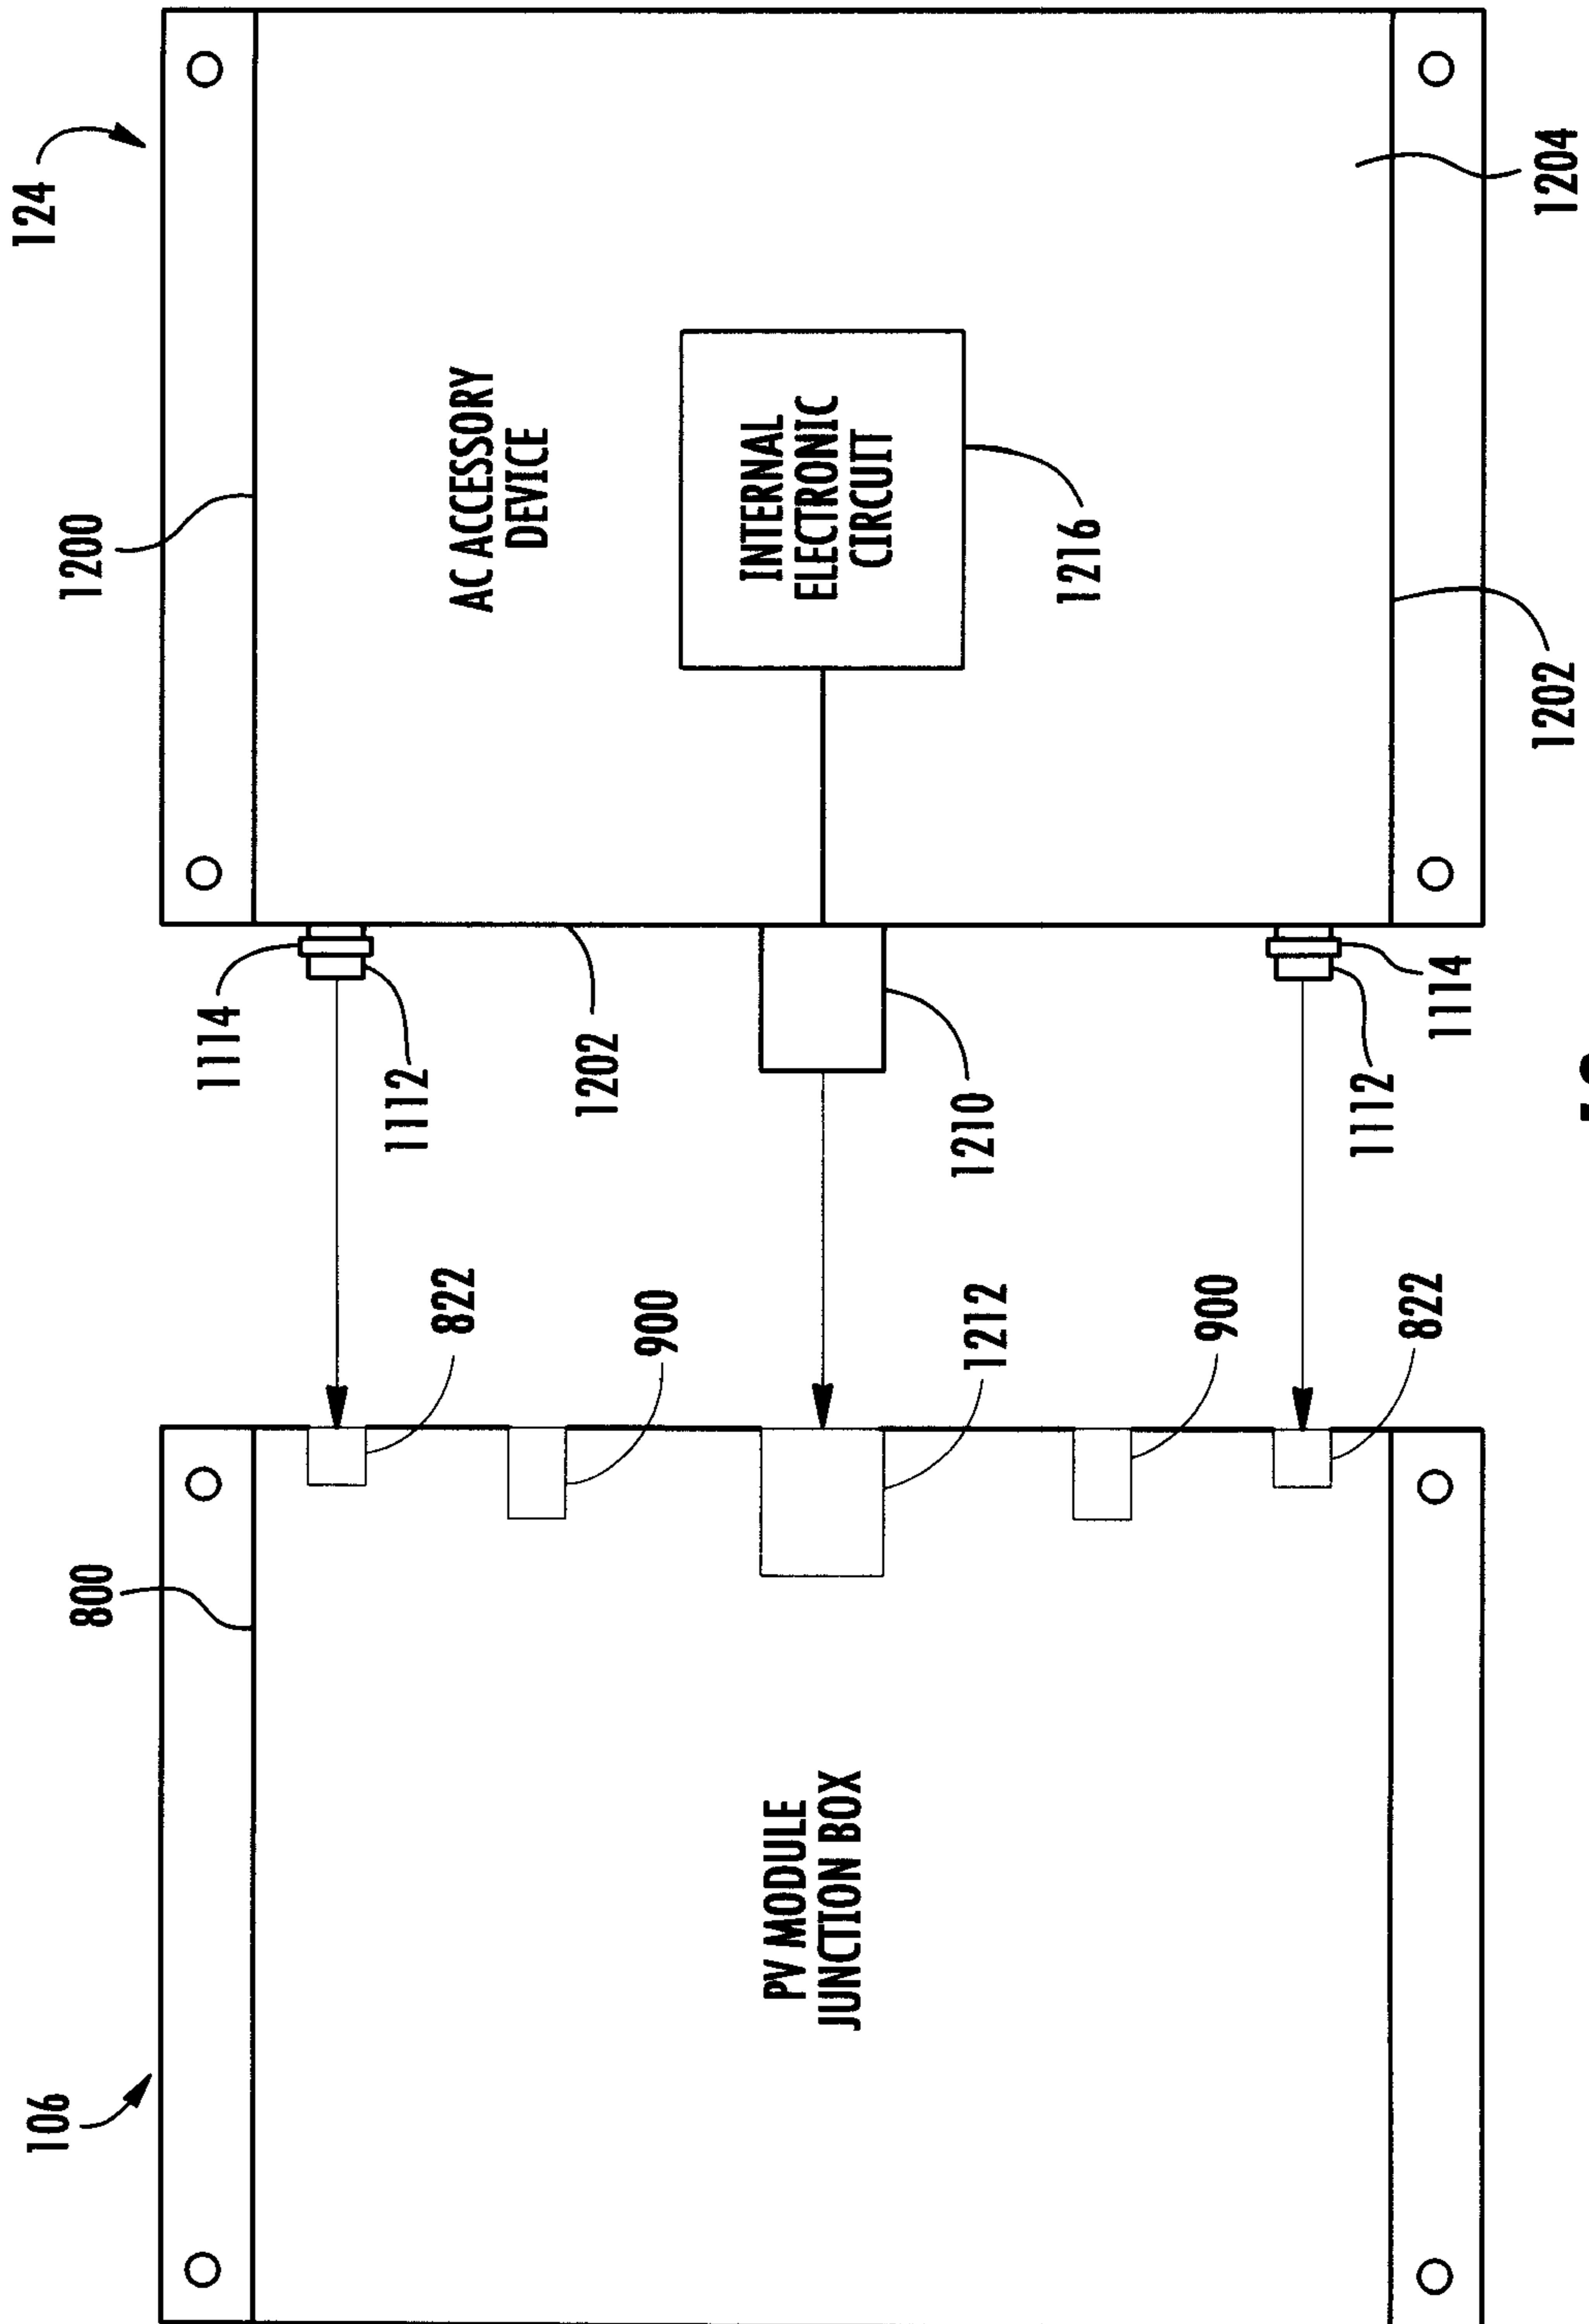 106
124
800
1200
1114
1112
822
AC ACCESSORY
DEVICE
1202
900
PV MODULE
JUNCTION BOX
INTERNAL
ELECTRONIC
CIRCUIT
1212
1210
1216
900
822
1112
1114
1202
1204